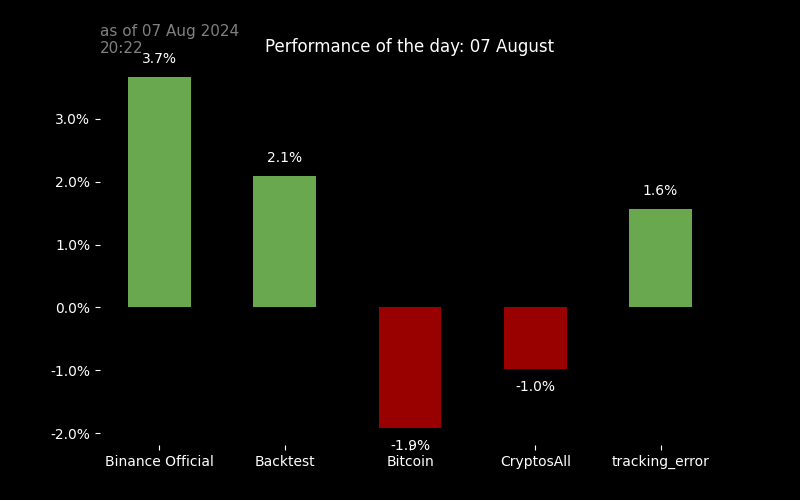 as of 07 Aug 2024
20:22
Performance of the day: 07 August
3.7%
2.1%
-1.9%
-1.0%
1.6%
3.0%
2.0%
1.0%
0.0%
-1.0%
-2.0%
Binance Official
Backtest
Bitcoin
CryptosAll
tracking_error